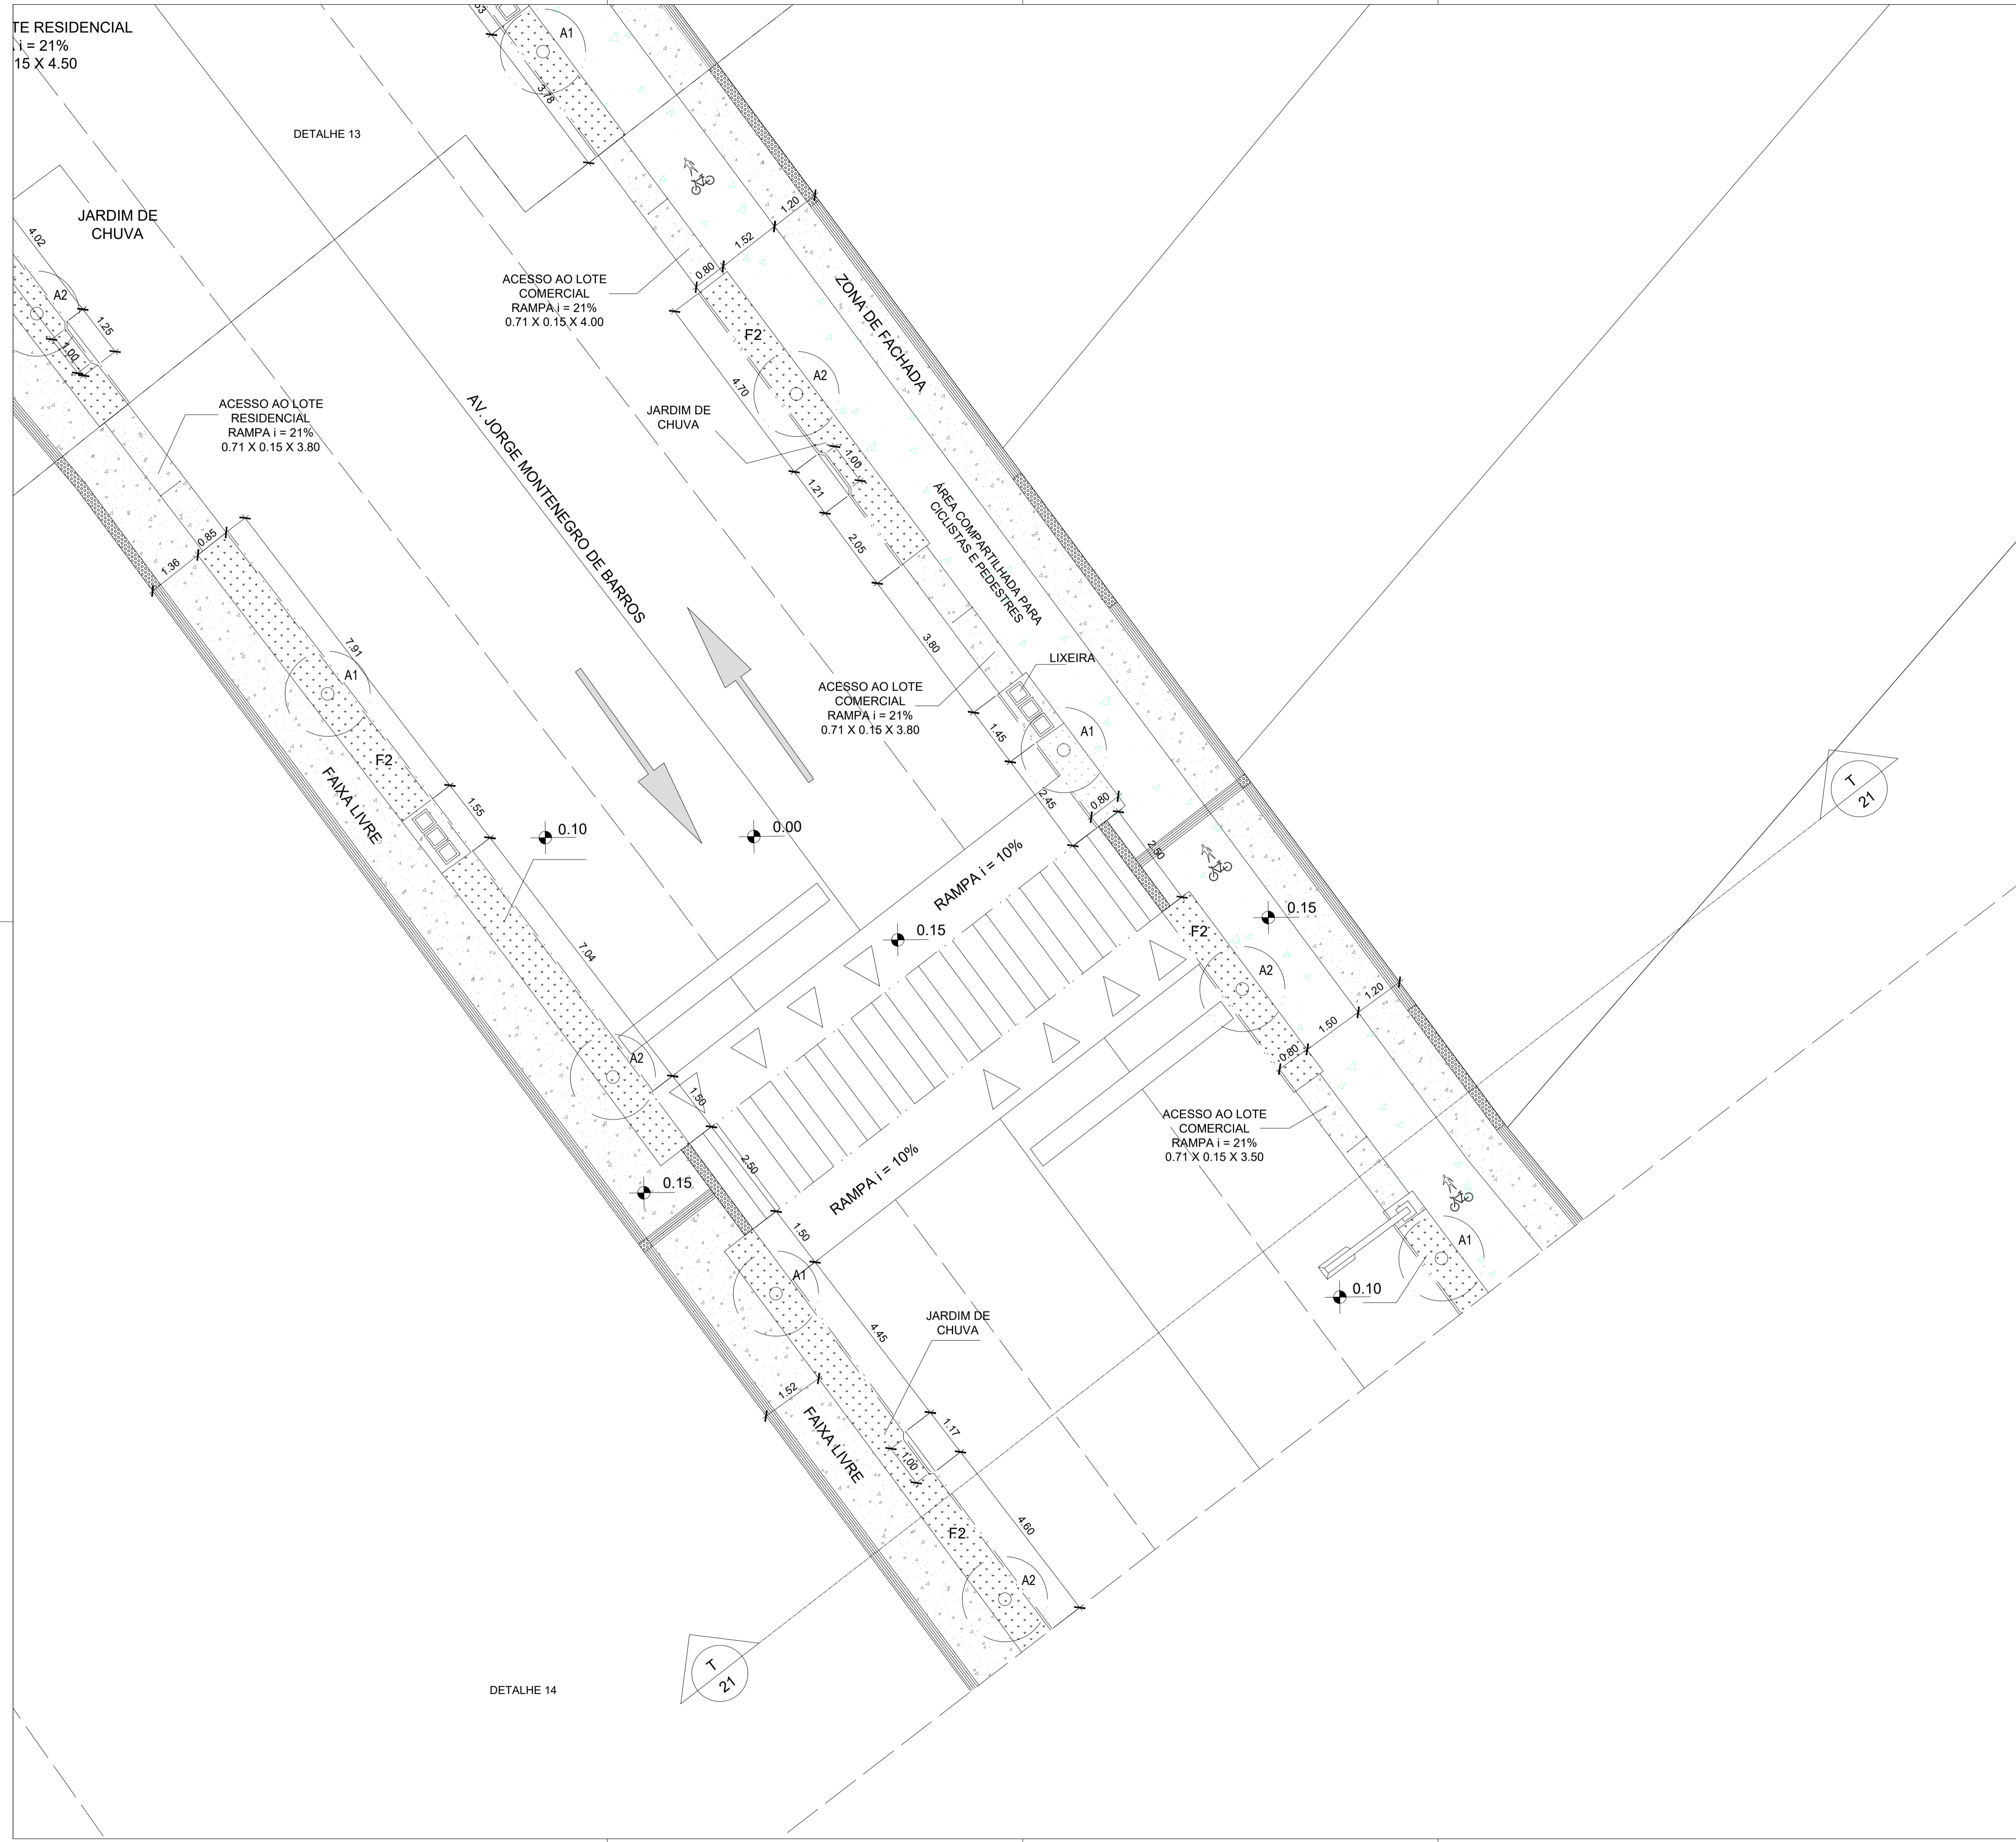 TE RESIDENCIAL
i = 21%
15 X 4.50
DETALHE 13
JARDIM DE
CHUVA
4.02
A2
1.25
1.00
A1
3.78
1.20
1.52
0.80
ACESSO AO LOTE
COMERCIAL
RAMPA i = 21%
0.71 X 0.15 X 4.00
ZONA DE FACHADA
F2
A2
4.70
JARDIM DE
CHUVA
1.00
1.21
2.05
ACESSO AO LOTE
RESIDENCIAL
RAMPA i = 21%
0.71 X 0.15 X 3.80
AV. JORGE MONTENEGRO DE BARROS
ÁREA COMPARTILHADA PARA
CICLISTAS E PEDESTRES
0.85
1.36
7.91
A1
F2
FAIXA LIVRE
1.55
3.80
LIXEIRA
ACESSO AO LOTE
COMERCIAL
RAMPA i = 21%
0.71 X 0.15 X 3.80
1.45
A1
2.45
0.80
2.50
0.10
0.00
RAMPA i = 10%
0.15
0.15
F2
A2
7.04
A2
1.50
2.50
1.50
0.15
RAMPA i = 10%
1.20
1.50
0.80
ACESSO AO LOTE
COMERCIAL
RAMPA i = 21%
0.71 X 0.15 X 3.50
A1
0.10
A1
4.45
JARDIM DE
CHUVA
1.52
FAIXA LIVRE
1.17
1.00
F2
4.60
A2
T
21
T
21
DETALHE 14